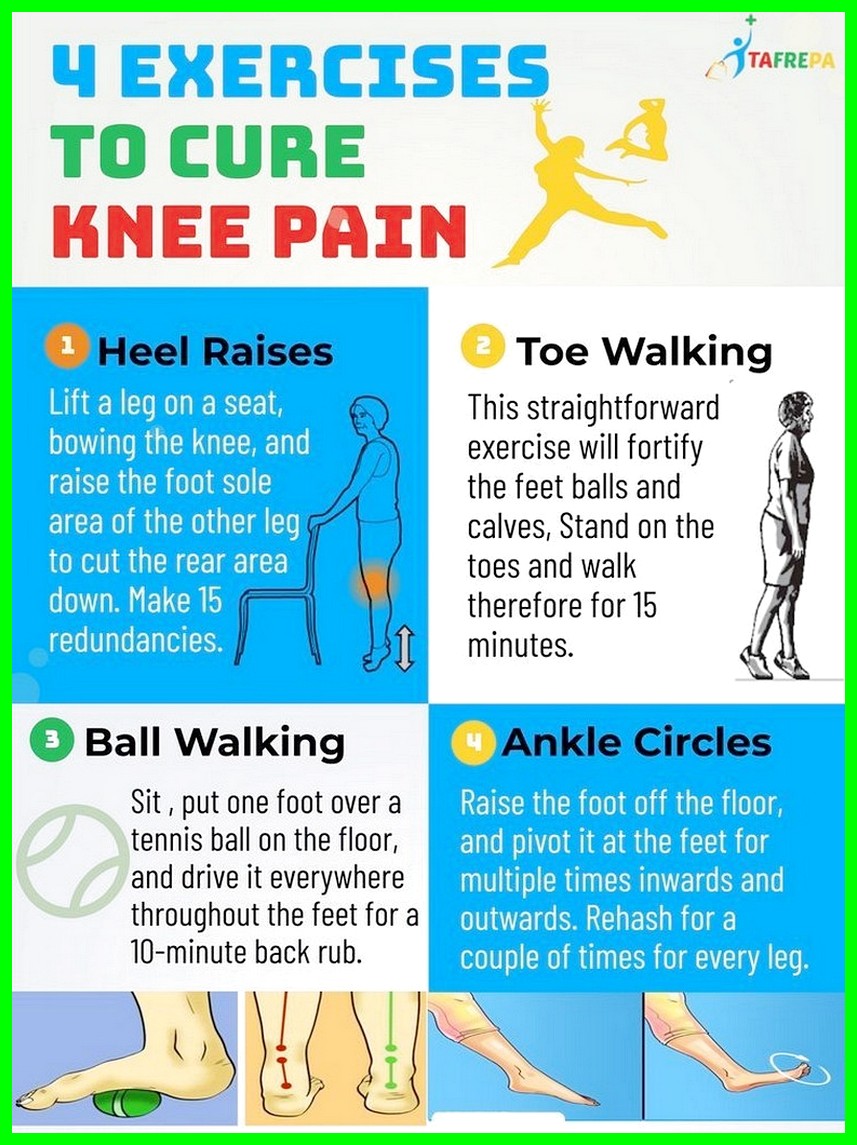 4 EXERCISES
TO CURE
KNEE PAIN
TAFREPA
1 Heel Raises
Lift a leg on a seat,
bowing the knee, and
raise the foot sole
area of the other leg
to cut the rear area
down. Make 15
redundancies.
2 Toe Walking
This straightforward
exercise will fortify
the feet balls and
calves, Stand on the
toes and walk
therefore for 15
minutes.
3 Ball Walking
Sit , put one foot over a
tennis ball on the floor,
and drive it everywhere
throughout the feet for a
10-minute back rub.
4 Ankle Circles
Raise the foot off the floor,
and pivot it at the feet for
multiple times inwards and
outwards. Rehash for a
couple of times for every leg.